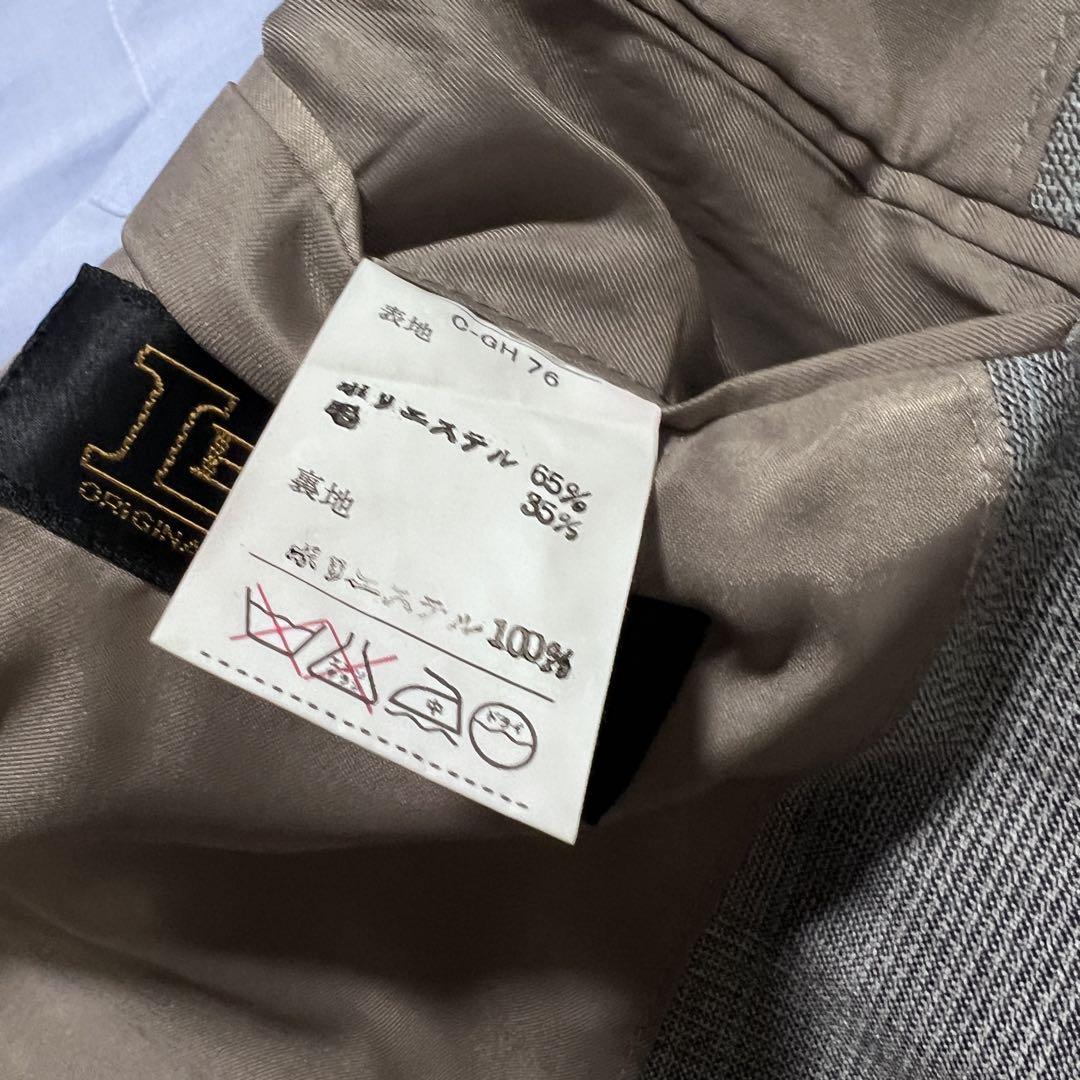 表地 C-GH 76
ポリエステル 65%
毛 35%
裏地
ポリエステル 100%
中 ドライ
ORIGINA